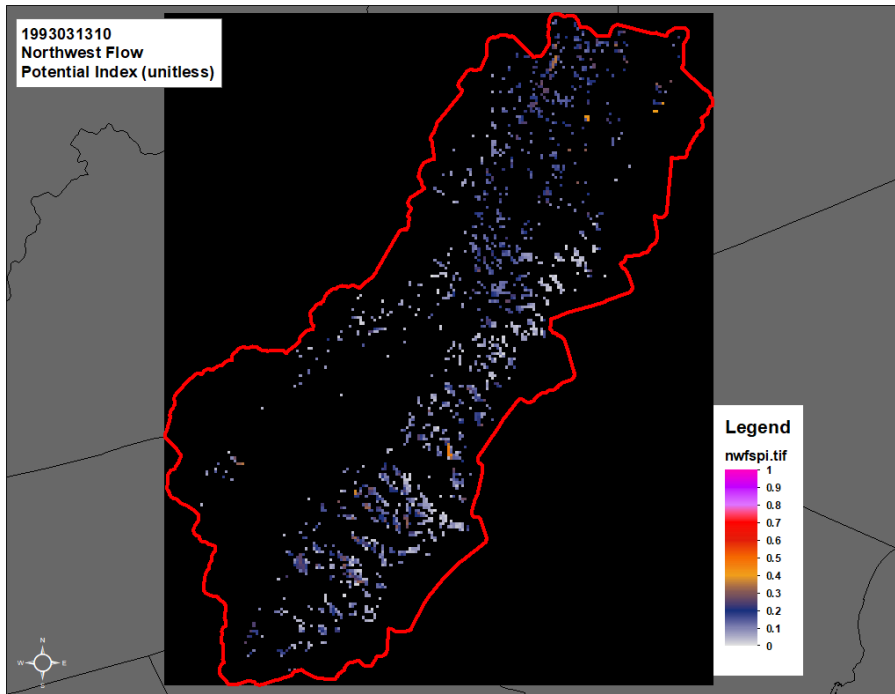 1993031310
Northwest Flow
Potential Index (unitless)
Legend
nwfspi.tif
1
0.9
0.8
0.7
0.6
0.5
0.4
0.3
0.2
0.1
0
N
W
E
S